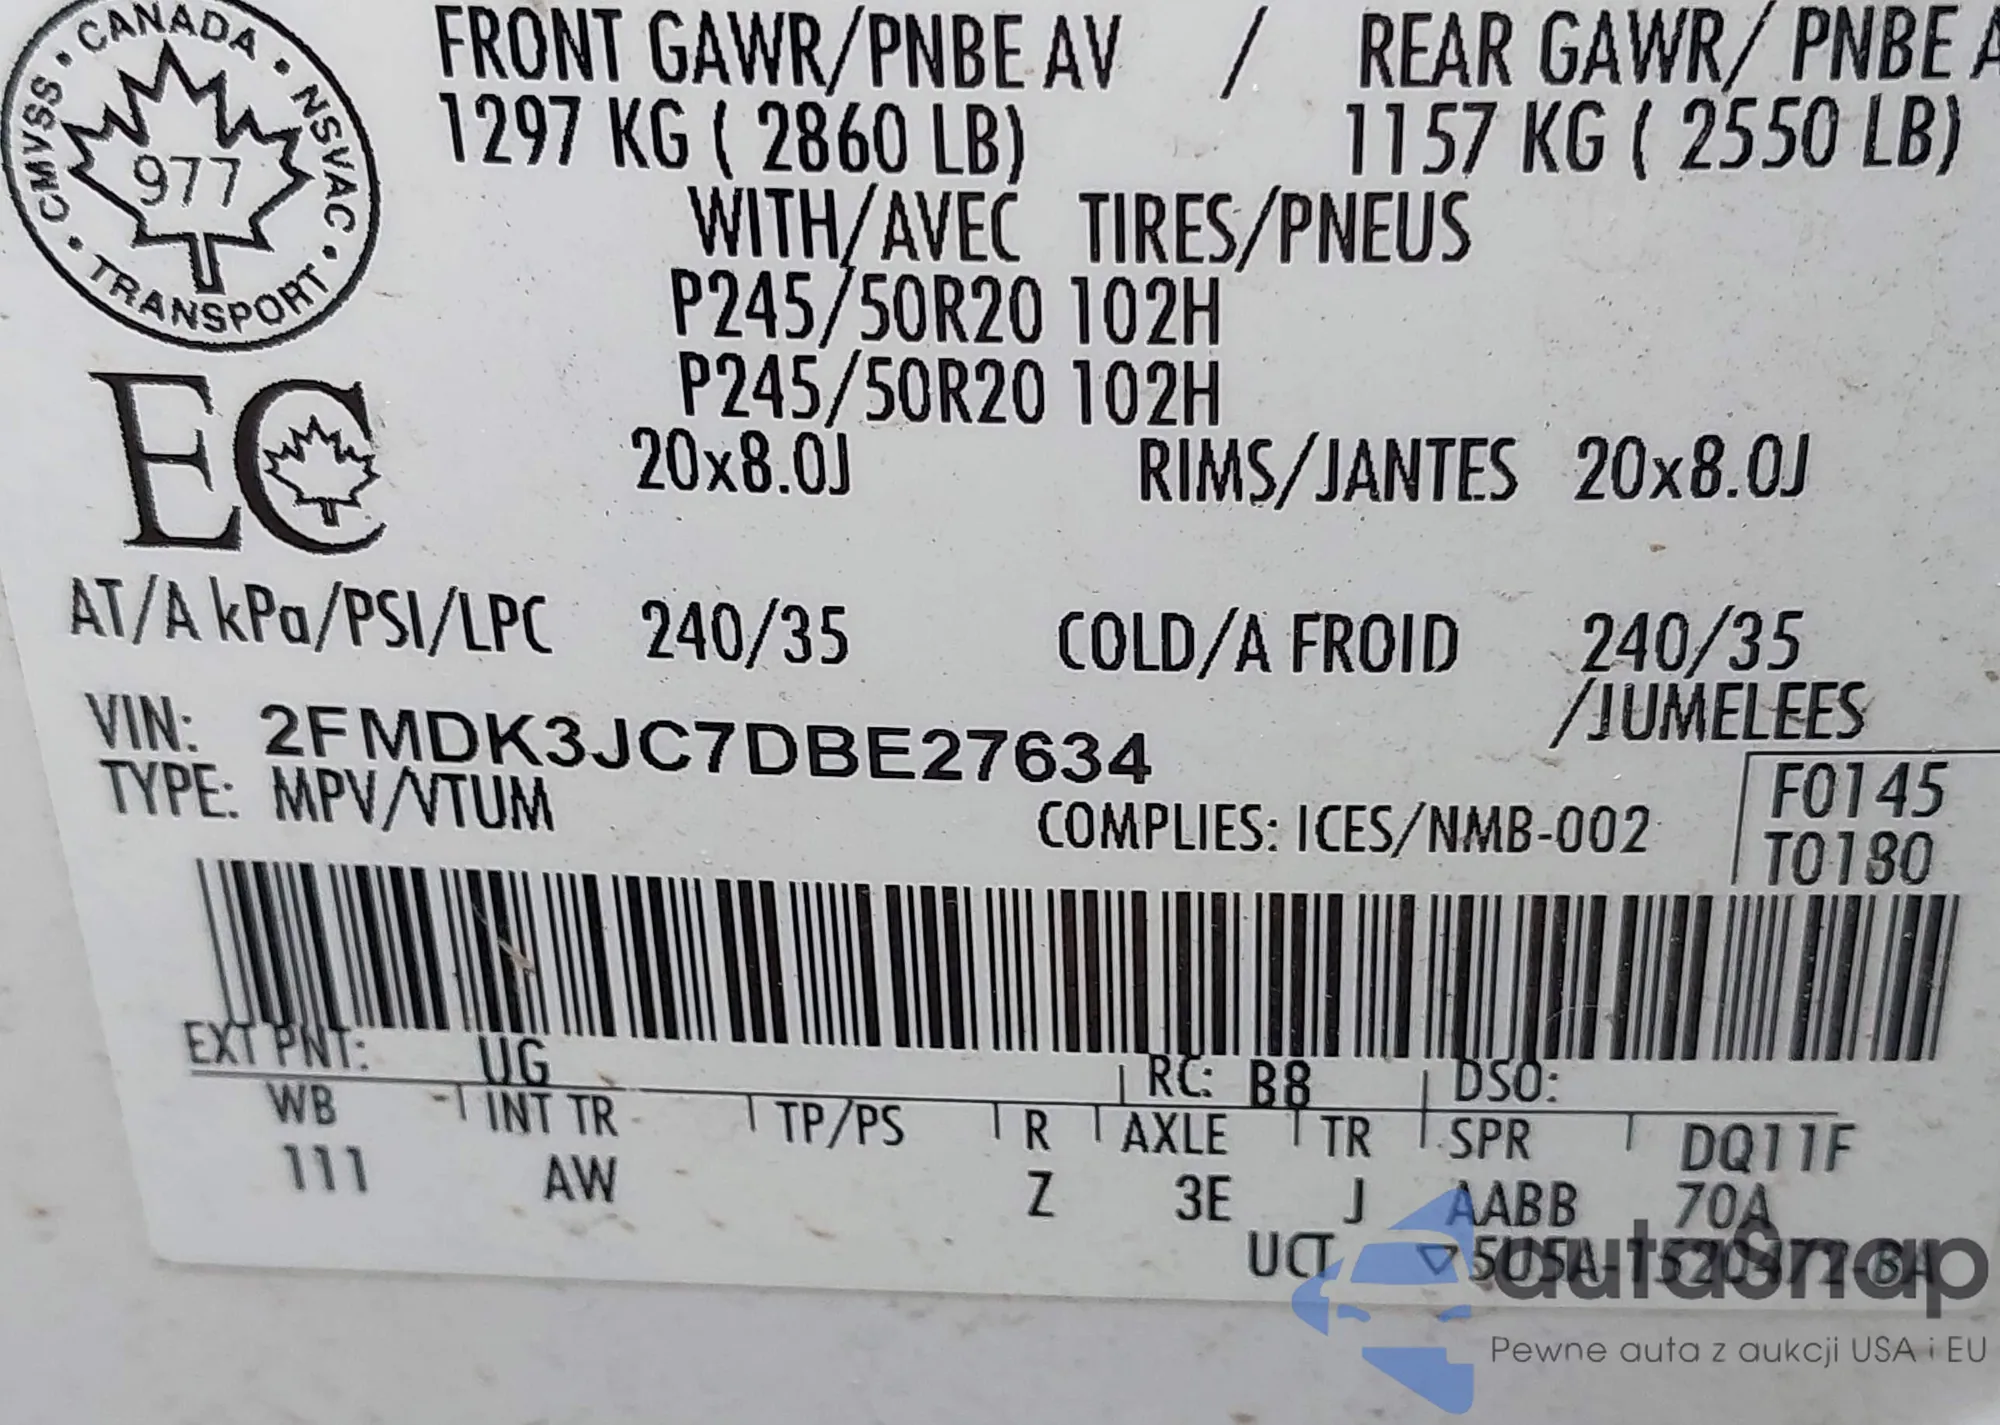 CANADA · NSVAC · TRANSPORT · CMVSS ·
977
FRONT GAWR/PNBE AV / REAR GAWR/ PNBE A
1297 KG ( 2860 LB) 1157 KG ( 2550 LB)
WITH/AVEC TIRES/PNEUS
P245/50R20 102H
P245/50R20 102H
EC
20x8.0J RIMS/JANTES 20x8.0J
AT/A kPa/PSI/LPC 240/35 COLD/A FROID 240/35
/JUMELEES
VIN: 2FMDK3JC7DBE27634
TYPE: MPV/VTUM
COMPLIES: ICES/NMB-002
F0145
T0180
EXT PNT: UG RC: B8 DSO:
WB INT TR TP/PS R AXLE TR SPR DQ11F
111 AW Z 3E J AABB 70A
UCT 5U5A-1520472-BA
autasnap
Pewne auta z aukcji USA i EU